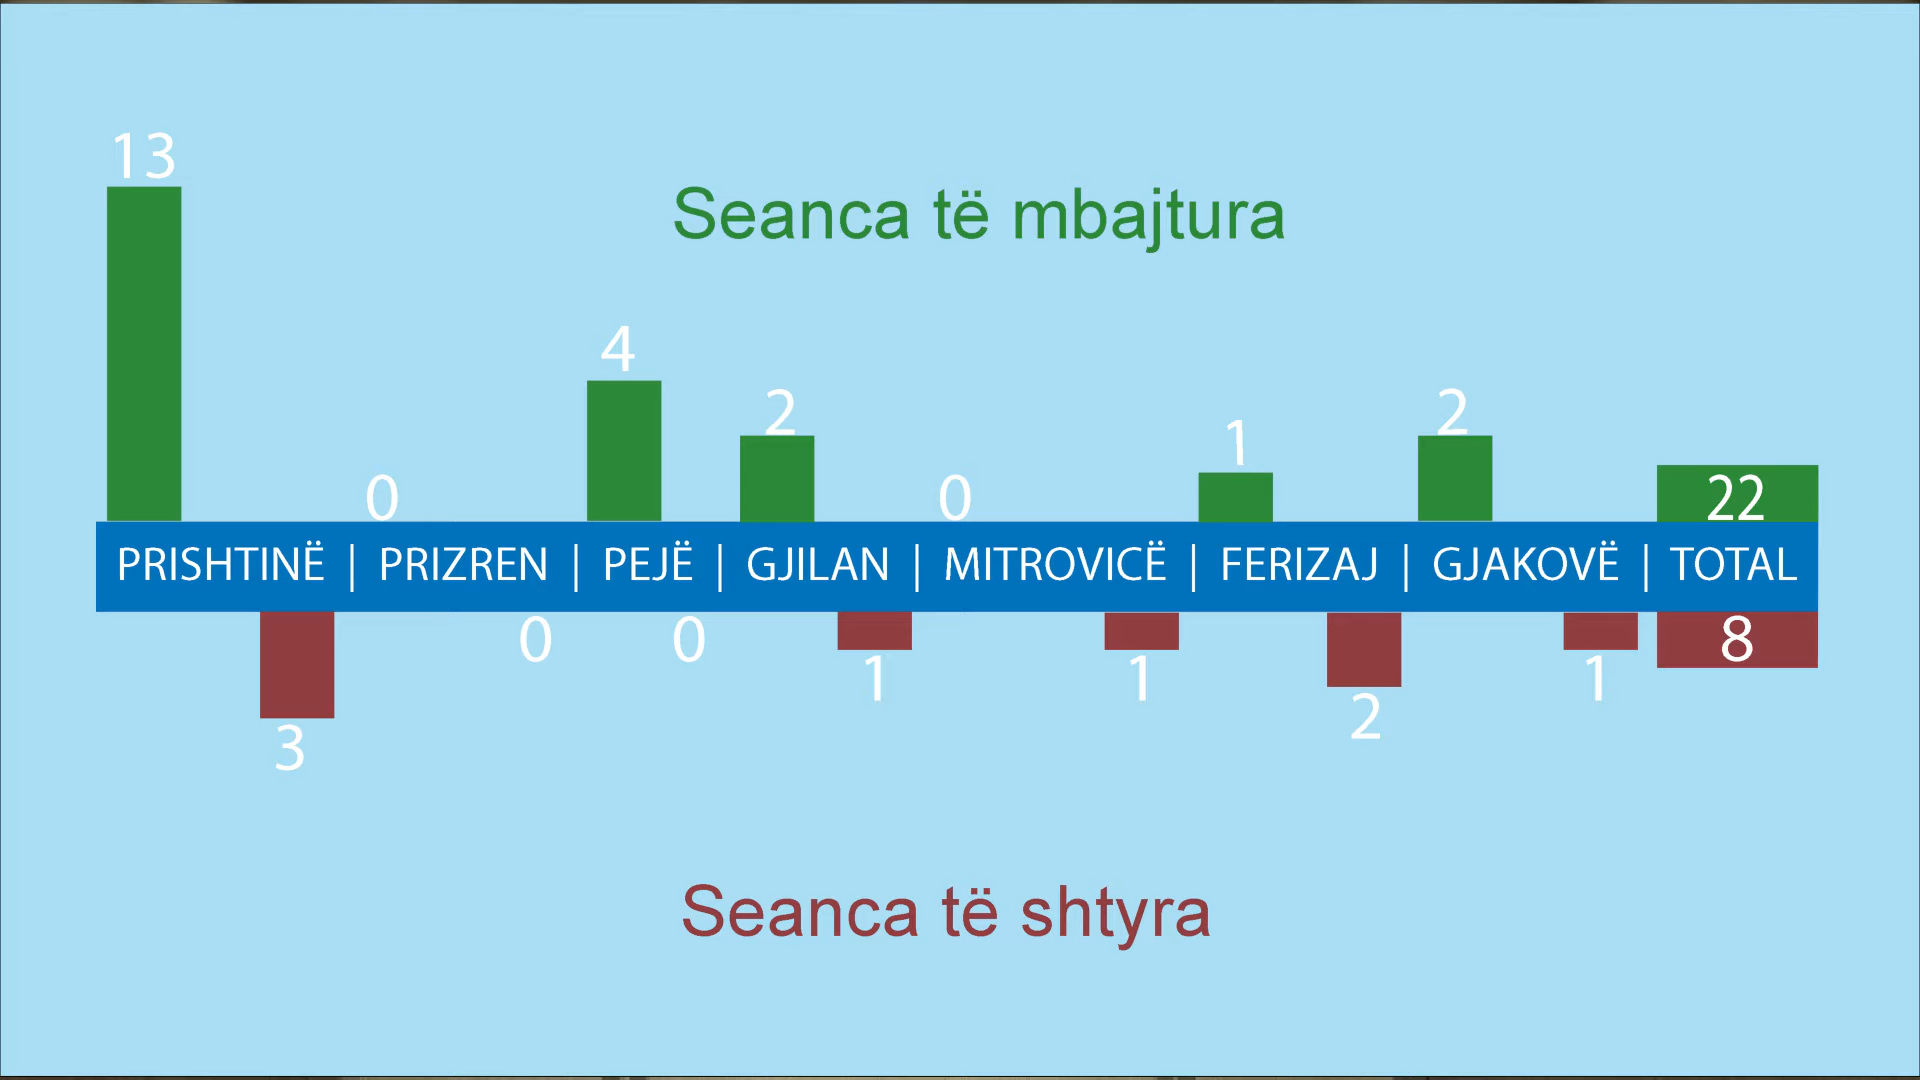 13
Seanca të mbajtura
4
2 1 2
0 0 22
PRISHTINË | PRIZREN | PEJË | GJILAN | MITROVICË | FERIZAJ | GJAKOVË | TOTAL
0 0 8
1 1 1
3 2
Seanca të shtyra